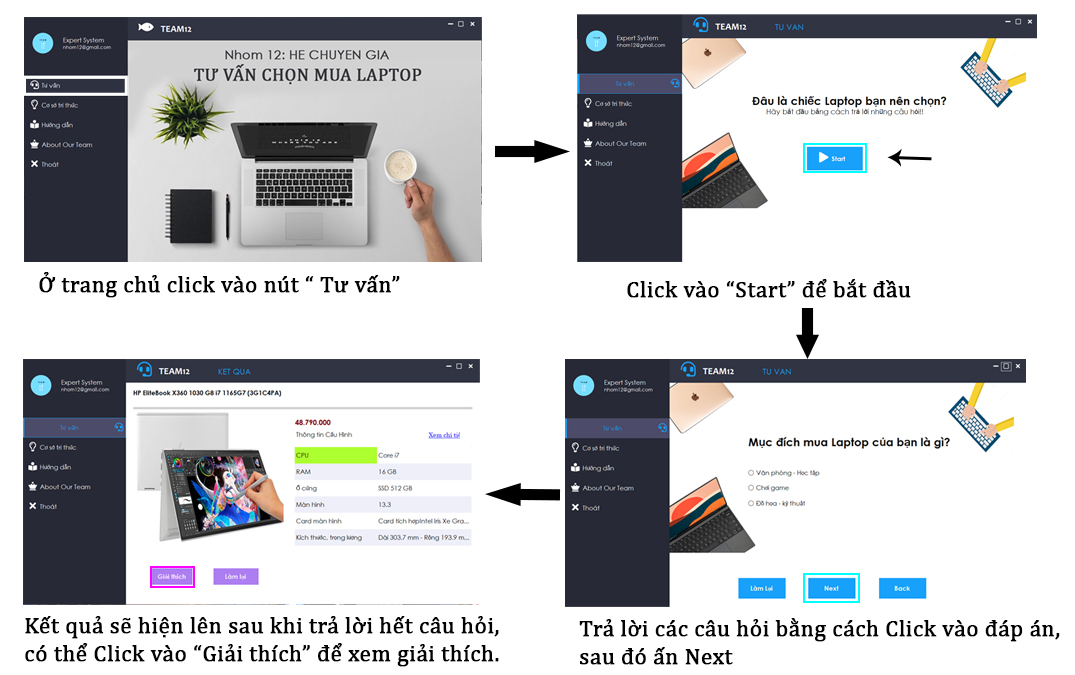 Expert System
nhom12@gmail.com
Tư vấn
Cơ sở tri thức
Hướng dẫn
About Our Team
Thoát
TEAM12
Nhom 12: HE CHUYEN GIA
TƯ VẤN CHỌN MUA LAPTOP
Ở trang chủ click vào nút “ Tư vấn”
Expert System
nhom12@gmail.com
Tư vấn
Cơ sở tri thức
Hướng dẫn
About Our Team
Thoát
TEAM12 TU VAN
Đâu là chiếc Laptop bạn nên chọn?
Hãy bắt đầu bằng cách trả lời những câu hỏi!!
Start
Click vào “Start” để bắt đầu
Expert System
nhom12@gmail.com
Tư vấn
Cơ sở tri thức
Hướng dẫn
About Our Team
Thoát
TEAM12 TU VAN
Mục đích mua Laptop của bạn là gì?
Văn phòng - Học tập
Chơi game
Đồ họa - kỹ thuật
Làm Lại Next Back
Trả lời các câu hỏi bằng cách Click vào đáp án,
sau đó ấn Next
Expert System
nhom12@gmail.com
Tư vấn
Cơ sở tri thức
Hướng dẫn
About Our Team
Thoát
TEAM12 KET QUA
HP EliteBook X360 1030 G8 i7 1165G7 (3G1C4PA)
48.790.000
Thông tin Cấu Hình Xem chi tiết
CPU Core i7
RAM 16 GB
Ổ cứng SSD 512 GB
Màn hình 13.3
Card màn hình Card tích hợpIntel Iris Xe Gra...
Kích thước, trọng lượng Dài 303.7 mm - Rộng 193.9 m...
Giải thích Làm lại
Kết quả sẽ hiện lên sau khi trả lời hết câu hỏi,
có thể Click vào “Giải thích” để xem giải thích.